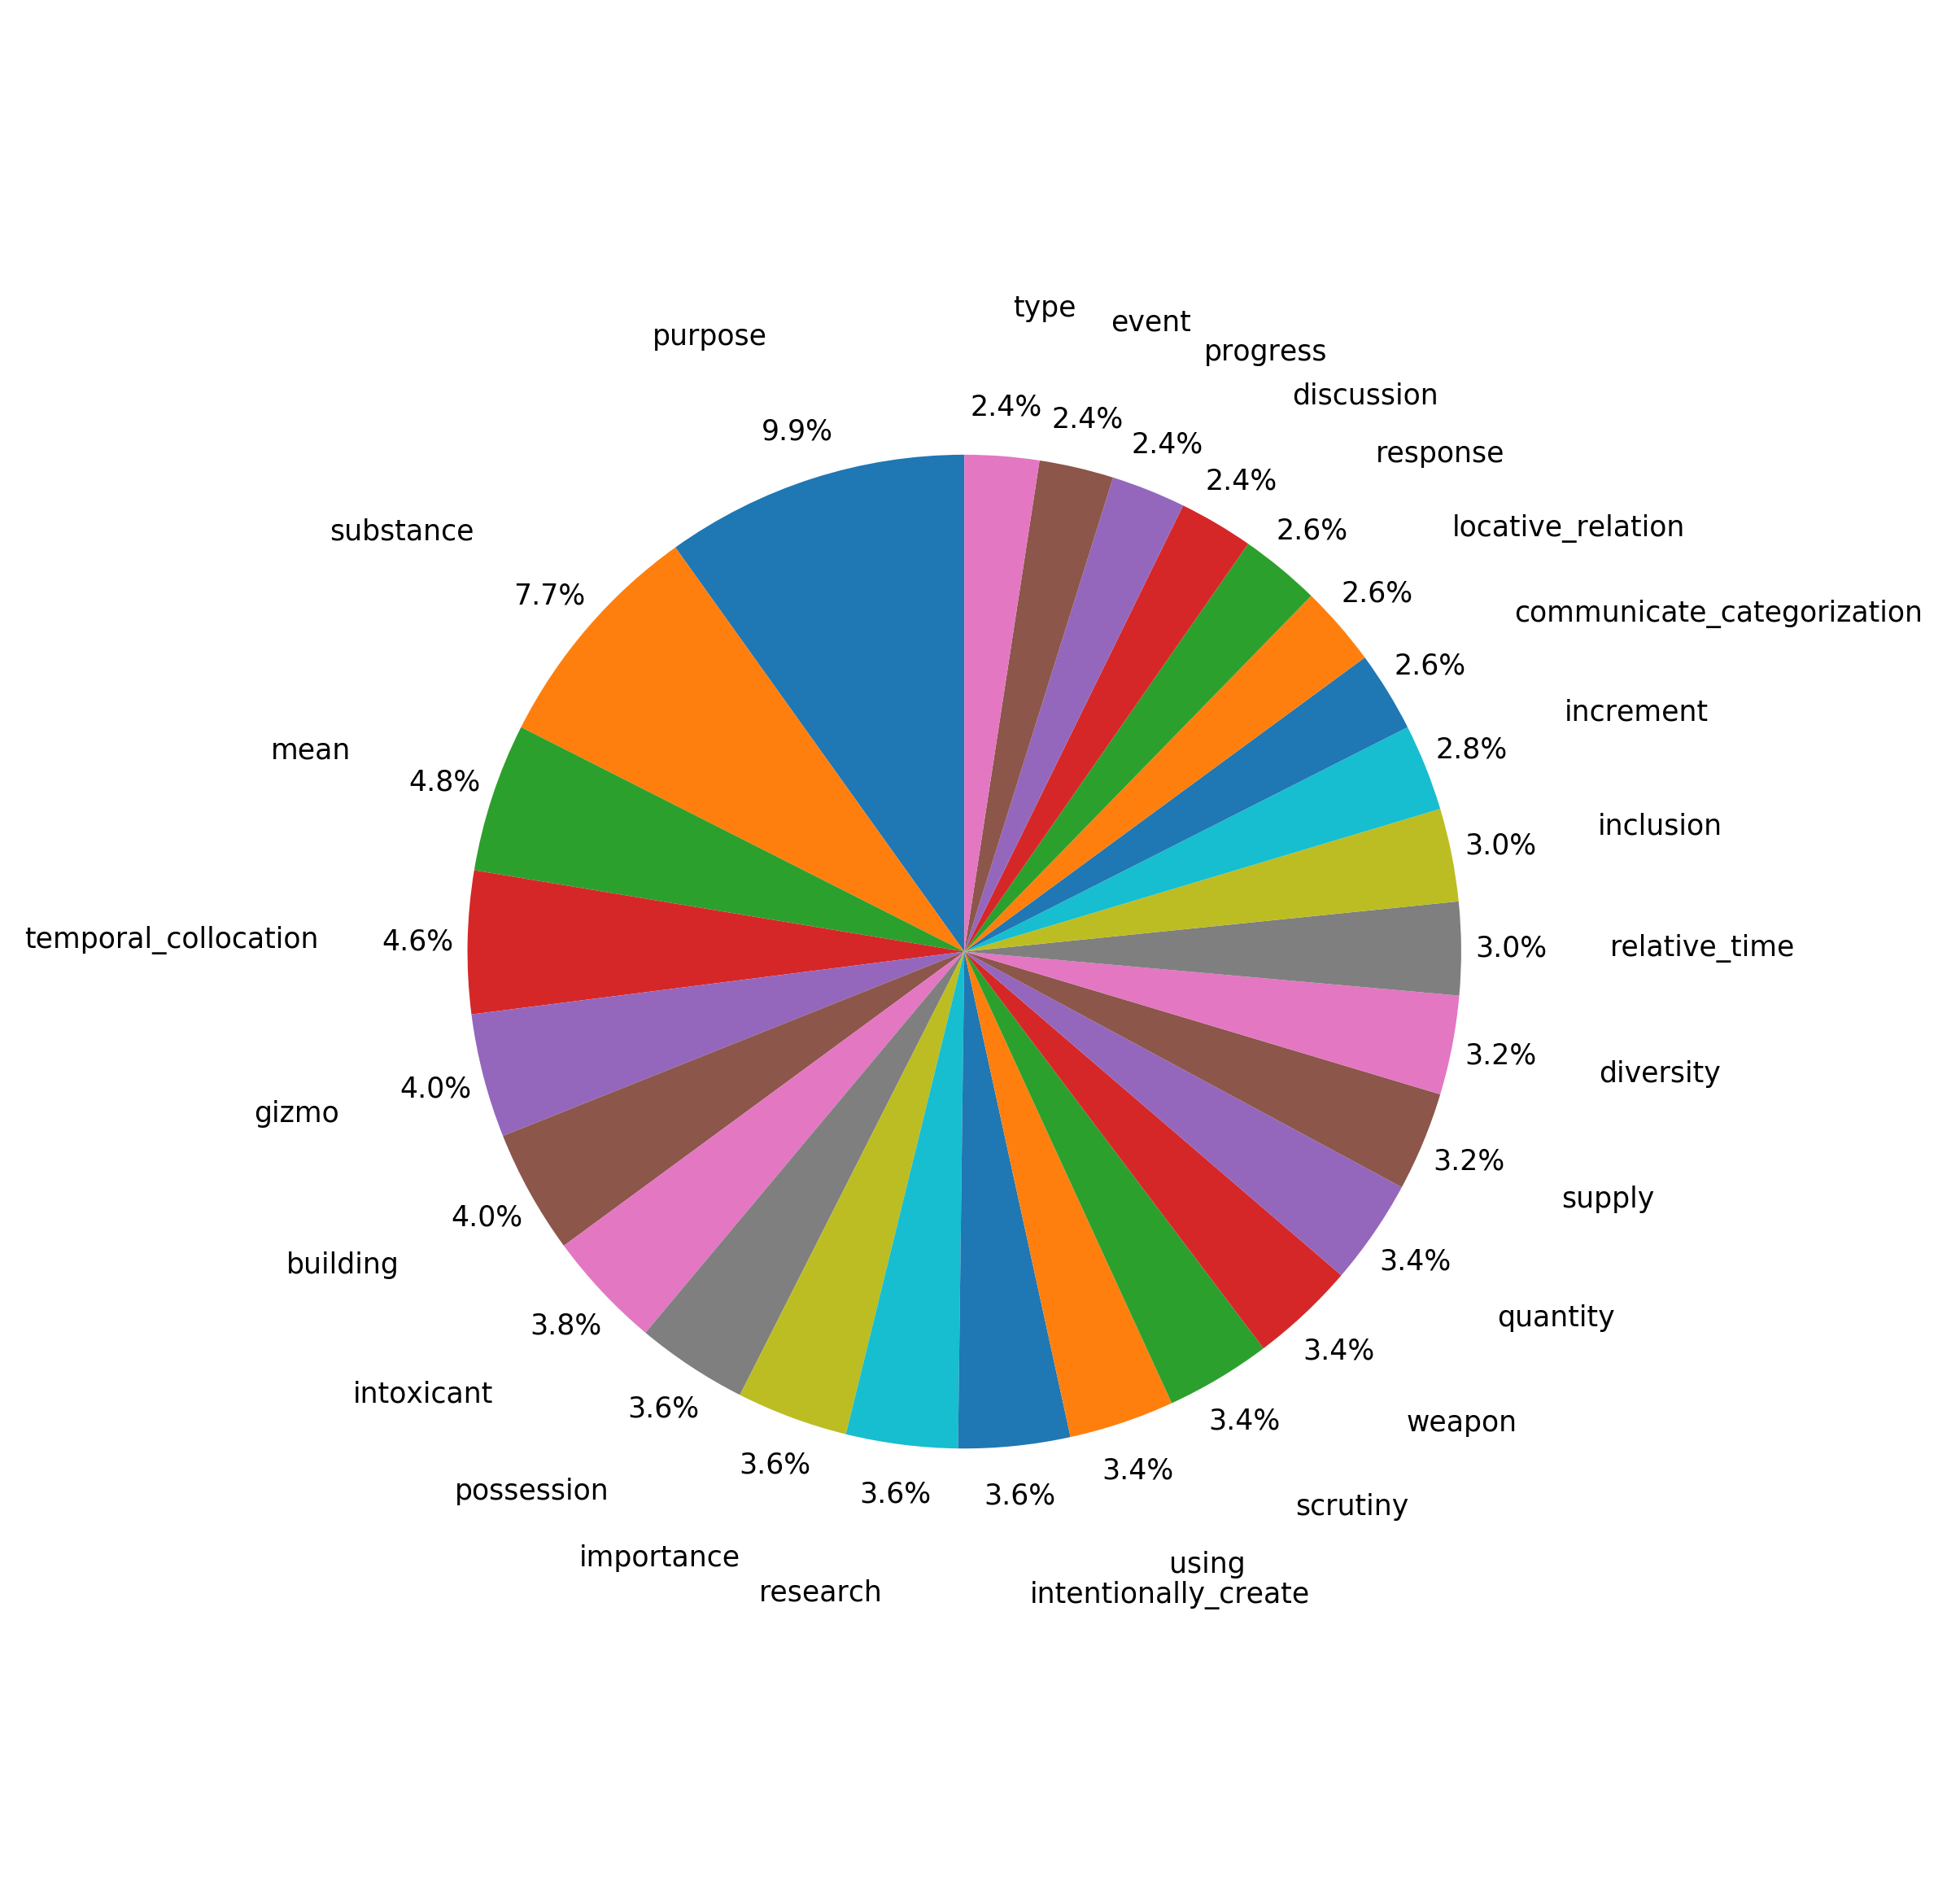 purpose
9.9%
substance
7.7%
mean
4.8%
temporal_collocation
4.6%
gizmo
4.0%
building
4.0%
intoxicant
3.8%
possession
3.6%
importance
3.6%
research
3.6%
intentionally_create
3.6%
using
3.4%
scrutiny
3.4%
weapon
3.4%
quantity
3.4%
supply
3.2%
diversity
3.2%
relative_time
3.0%
inclusion
3.0%
increment
2.8%
communicate_categorization
2.6%
locative_relation
2.6%
response
2.6%
discussion
2.4%
progress
2.4%
event
2.4%
type
2.4%